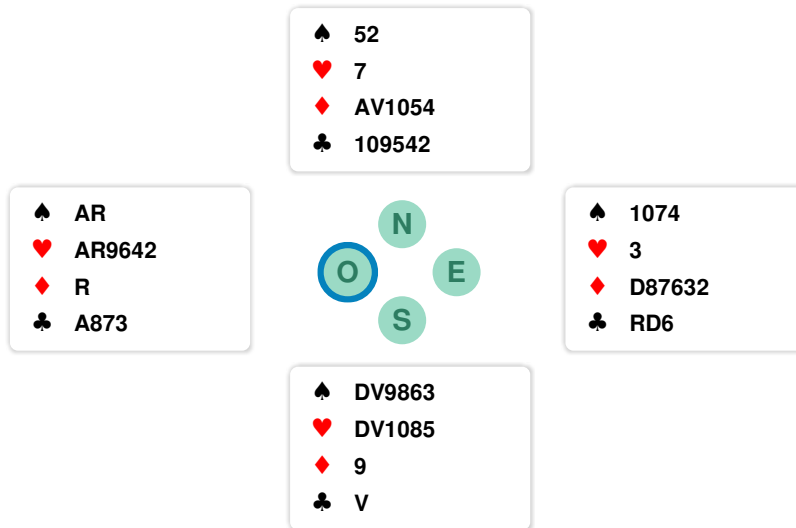 ♠ 52
♥ 7
♦ AV1054
♣ 109542
♠ AR
♥ AR9642
♦ R
♣ A873
N
O E
S
♠ 1074
♥ 3
♦ D87632
♣ RD6
♠ DV9863
♥ DV1085
♦ 9
♣ V